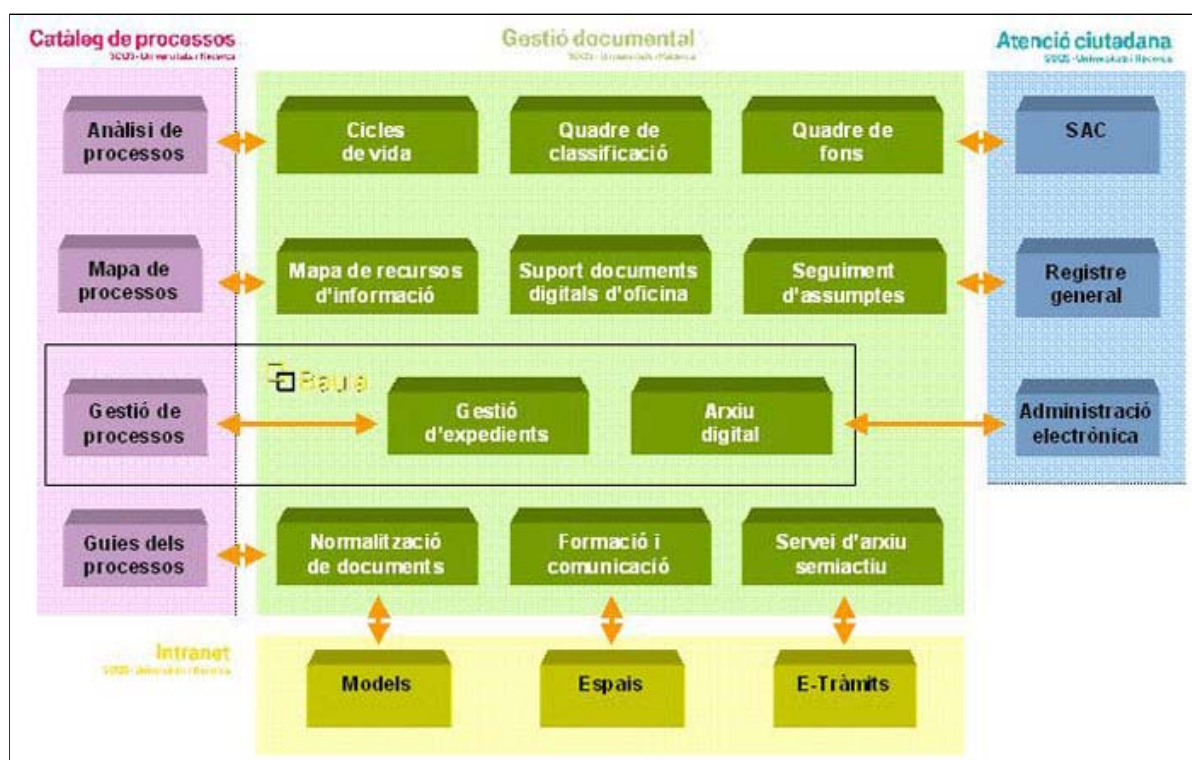 Catàleg de processos
Gestió documental
Atenció ciutadana
Anàlisi de
processos
Cicles
de vida
Quadre de
classificació
Quadre de
fons
SAC
Mapa de
processos
Mapa de recursos
d'informació
Suport documents
digitals d'oficina
Seguiment
d'assumptes
Registre
general
Baula
Gestió de
processos
Gestió
d'expedients
Arxiu
digital
Administració
electrònica
Guies dels
processos
Normalització
de documents
Formació i
comunicació
Servei d'arxiu
semiactiu
Intranet
Models
Espais
E-Tràmits